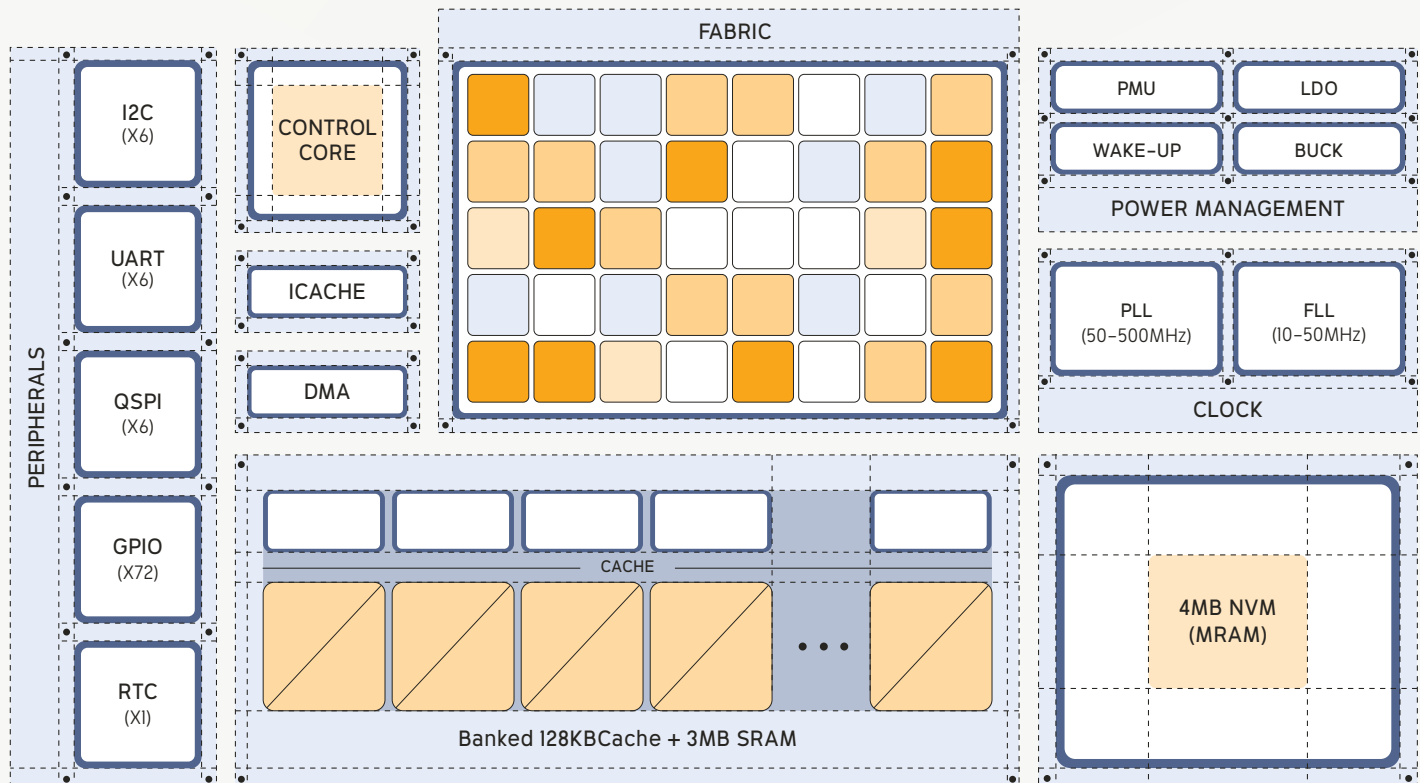 PERIPHERALS
I2C
(X6)
UART
(X6)
QSPI
(X6)
GPIO
(X72)
RTC
(X1)
CONTROL
CORE
ICACHE
DMA
FABRIC
PMU
LDO
WAKE-UP
BUCK
POWER MANAGEMENT
PLL
(50-500MHz)
FLL
(10-50MHz)
CLOCK
CACHE
Banked 128KBCache + 3MB SRAM
4MB NVM
(MRAM)